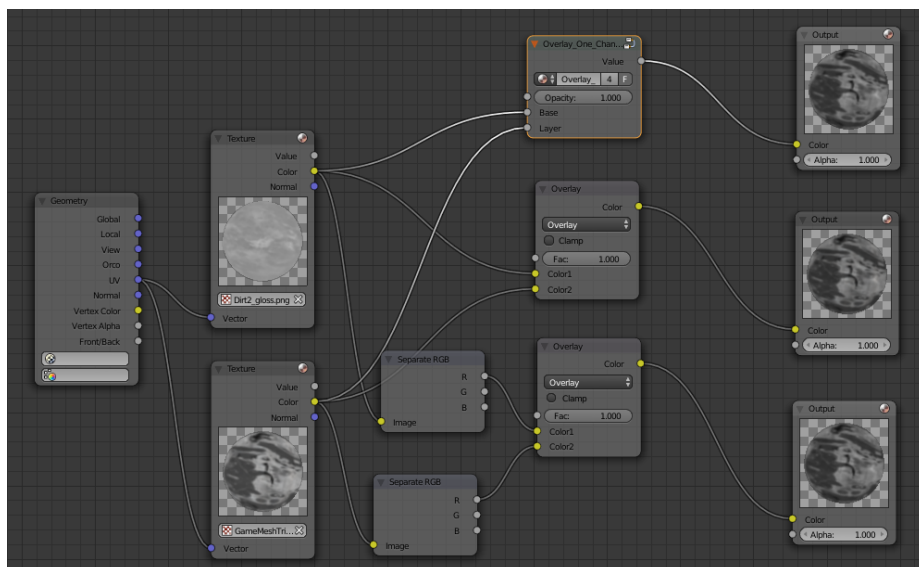 Geometry
Global
Local
View
Orco
UV
Normal
Vertex Color
Vertex Alpha
Front/Back
Texture
Value
Color
Normal
Dirt2_gloss.png
Vector
Texture
Value
Color
Normal
GameMeshTri...
Vector
Separate RGB
R
G
B
Image
Separate RGB
R
G
B
Image
Overlay_One_Chan...
Value
Overlay_ 4 F
Opacity: 1.000
Base
Layer
Overlay
Color
Overlay
Clamp
Fac: 1.000
Color1
Color2
Overlay
Color
Overlay
Clamp
Fac: 1.000
Color1
Color2
Output
Color
Alpha: 1.000
Output
Color
Alpha: 1.000
Output
Color
Alpha: 1.000